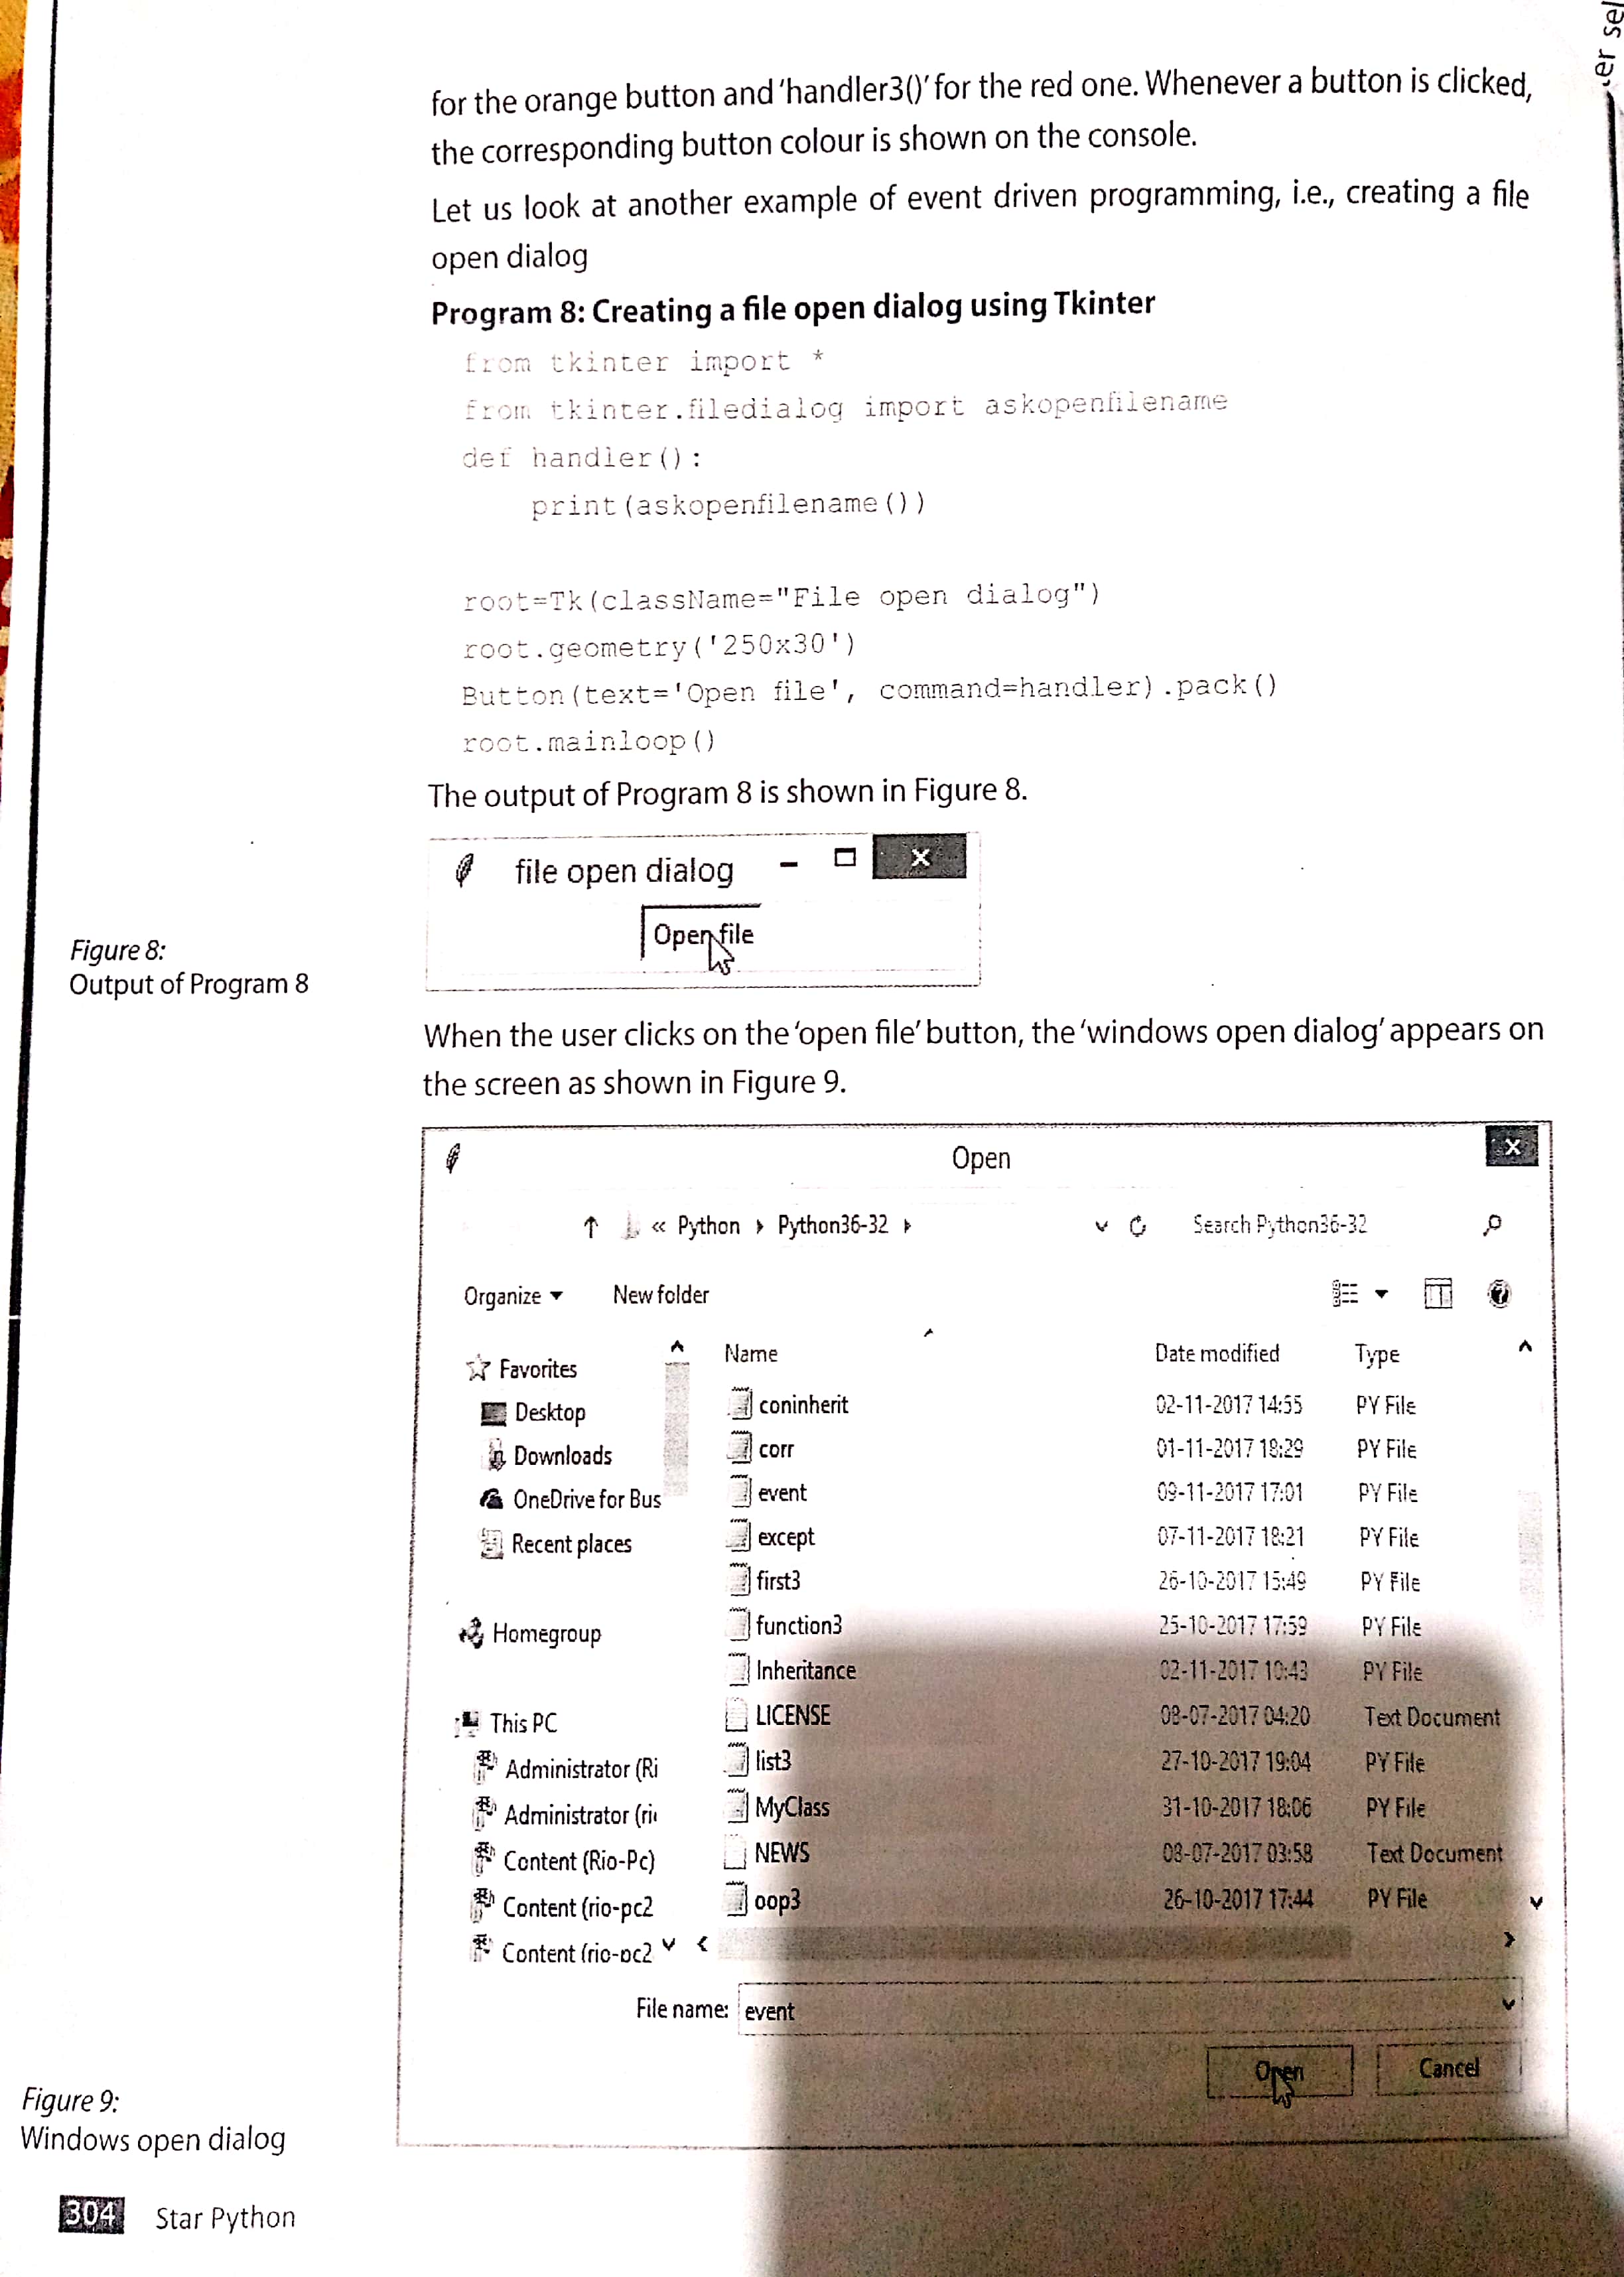 er sel
for the orange button and ‘handler3()’ for the red one. Whenever a button is clicked,
the corresponding button colour is shown on the console.
Let us look at another example of event driven programming, i.e., creating a file
open dialog
Program 8: Creating a file open dialog using Tkinter
from tkinter import *
from tkinter.filedialog import askopenfilename
def handler():
    print(askopenfilename())
root=Tk(className="File open dialog")
root.geometry('250x30')
Button(text='Open file', command=handler).pack()
root.mainloop()
The output of Program 8 is shown in Figure 8.
file open dialog
Open file
Figure 8:
Output of Program 8
When the user clicks on the ‘open file’ button, the ‘windows open dialog’ appears on
the screen as shown in Figure 9.
Open
« Python Python36-32 Search Python36-32
Organize New folder
Name Date modified Type
Favorites
Desktop
Downloads
OneDrive for Bus
Recent places
Homegroup
This PC
Administrator (Ri
Administrator (ri
Content (Rio-Pc)
Content (rio-pc2
Content (rio-pc2
coninherit 02-11-2017 14:55 PY File
corr 01-11-2017 18:29 PY File
event 09-11-2017 17:01 PY File
except 07-11-2017 18:21 PY File
first3 26-10-2017 15:49 PY File
function3 25-10-2017 17:59 PY File
Inheritance 02-11-2017 10:43 PY File
LICENSE 08-07-2017 04:20 Text Document
list3 27-10-2017 19:04 PY File
MyClass 31-10-2017 18:06 PY File
NEWS 08-07-2017 03:58 Text Document
oop3 26-10-2017 17:44 PY File
File name: event
Open Cancel
Figure 9:
Windows open dialog
304 Star Python